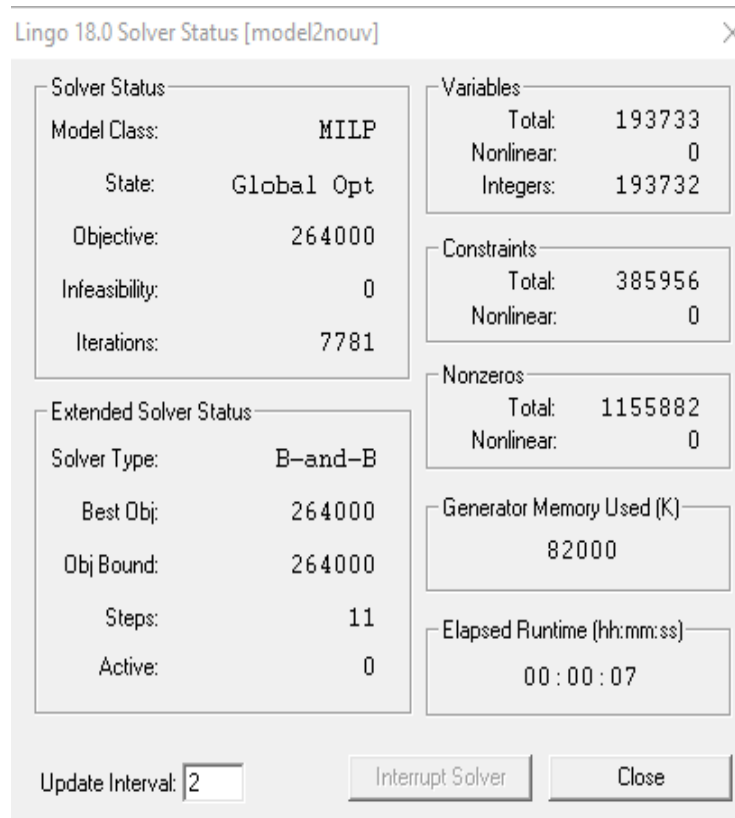 Lingo 18.0 Solver Status [model2nouv]
Solver Status
Model Class: MILP
State: Global Opt
Objective: 264000
Infeasibility: 0
Iterations: 7781
Extended Solver Status
Solver Type: B-and-B
Best Obj: 264000
Obj Bound: 264000
Steps: 11
Active: 0
Variables
Total: 193733
Nonlinear: 0
Integers: 193732
Constraints
Total: 385956
Nonlinear: 0
Nonzeros
Total: 1155882
Nonlinear: 0
Generator Memory Used (K)
82000
Elapsed Runtime (hh:mm:ss)
00:00:07
Update Interval: 2
Interrupt Solver
Close